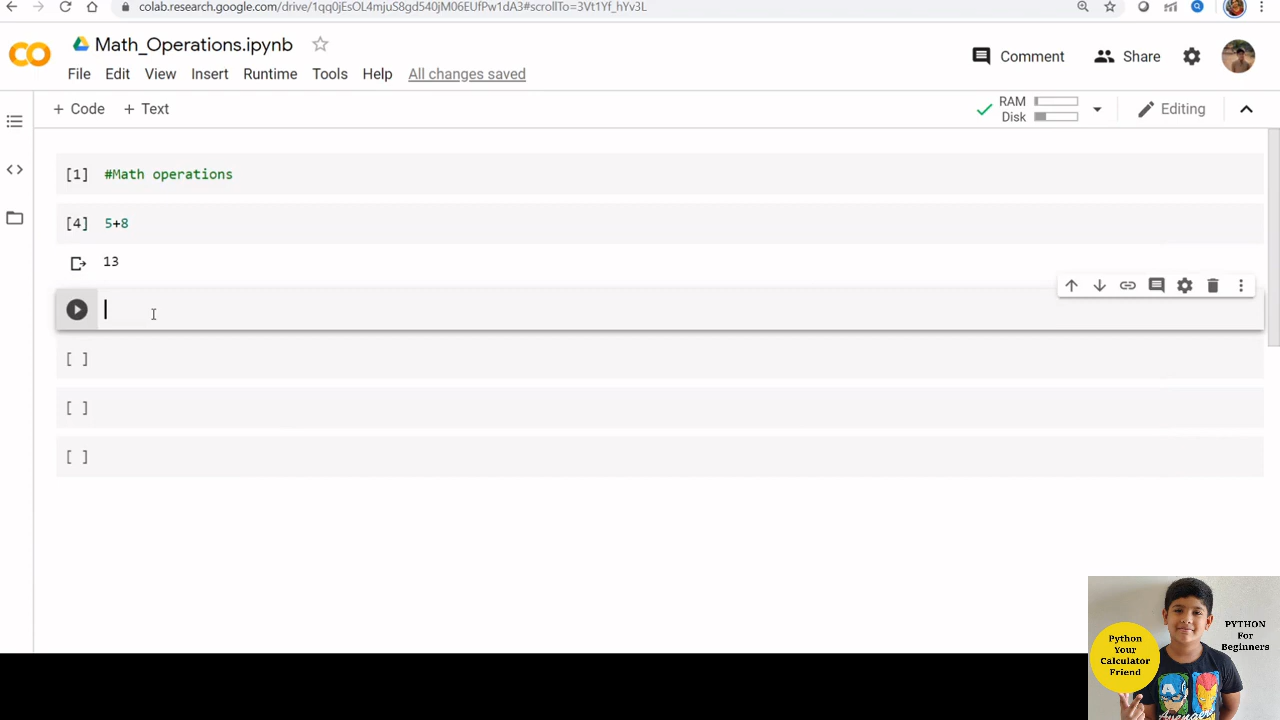 colab.research.google.com/drive/1qq0jEsOL4mjuS8gd540jM06EUfPw1dA3#scrollTo=3Vt1Yf_hYv3L
Math_Operations.ipynb
Comment
Share
File Edit View Insert Runtime Tools Help All changes saved
+ Code + Text
RAM
Disk
Editing
[1] #Math operations
[4] 5+8
13
[ ]
[ ]
[ ]
Python
Your
Calculator
Friend
PYTHON
For
Beginners